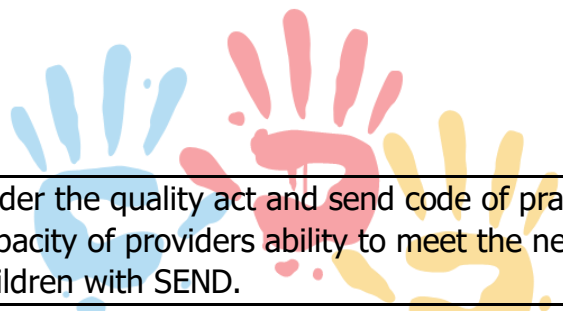 der the quality act and send code of pra
pacity of providers ability to meet the ne
ildren with SEND.